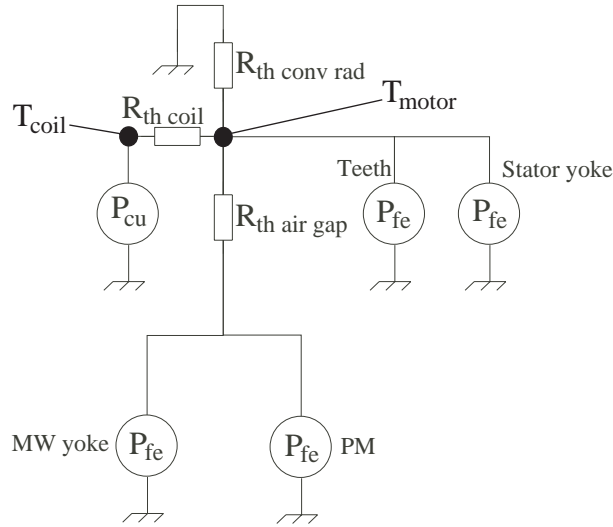 R_th conv rad
T_motor
T_coil
R_th coil
Teeth
Stator yoke
P_cu
R_th air gap
P_fe
P_fe
MW yoke
P_fe
P_fe
PM